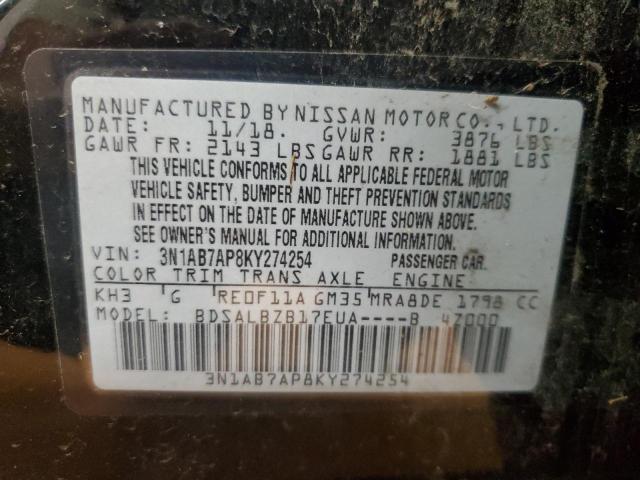 MANUFACTURED BY NISSAN MOTOR CO., LTD.
DATE: 11/18. GVWR: 3876 LBS
GAWR FR: 2143 LBS GAWR RR: 1881 LBS
THIS VEHICLE CONFORMS TO ALL APPLICABLE FEDERAL MOTOR
VEHICLE SAFETY, BUMPER AND THEFT PREVENTION STANDARDS
IN EFFECT ON THE DATE OF MANUFACTURE SHOWN ABOVE.
SEE OWNER'S MANUAL FOR ADDITIONAL INFORMATION.
VIN: 3N1AB7AP8KY274254 PASSENGER CAR.
COLOR TRIM TRANS AXLE ENGINE
KH3 G RE0F11A GM35 MRA8DE 1798 CC
MODEL: BDSALBZB17EUA----B 4Z000
3N1AB7AP8KY274254